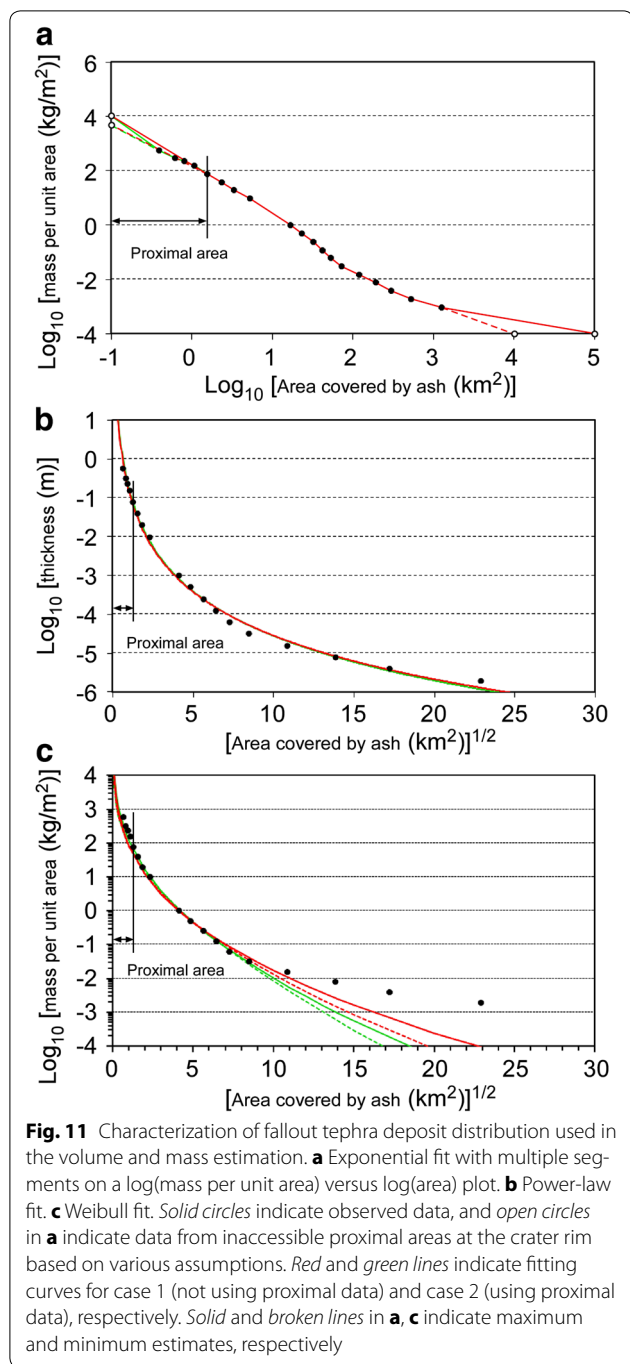 a
Log10 [mass per unit area (kg/m2)]
6
4
2
0
-2
-4
Proximal area
-1 0 1 2 3 4 5
Log10 [Area covered by ash (km2)]
b
Log10 [thickness (m)]
1
0
-1
-2
-3
-4
-5
-6
Proximal area
0 5 10 15 20 25 30
[Area covered by ash (km2)]1/2
c
Log10 [mass per unit area (kg/m2)]
4
3
2
1
0
-1
-2
-3
-4
Proximal area
0 5 10 15 20 25 30
[Area covered by ash (km2)]1/2
Fig. 11 Characterization of fallout tephra deposit distribution used in
the volume and mass estimation. a Exponential fit with multiple seg-
ments on a log(mass per unit area) versus log(area) plot. b Power-law
fit. c Weibull fit. Solid circles indicate observed data, and open circles
in a indicate data from inaccessible proximal areas at the crater rim
based on various assumptions. Red and green lines indicate fitting
curves for case 1 (not using proximal data) and case 2 (using proximal
data), respectively. Solid and broken lines in a, c indicate maximum
and minimum estimates, respectively